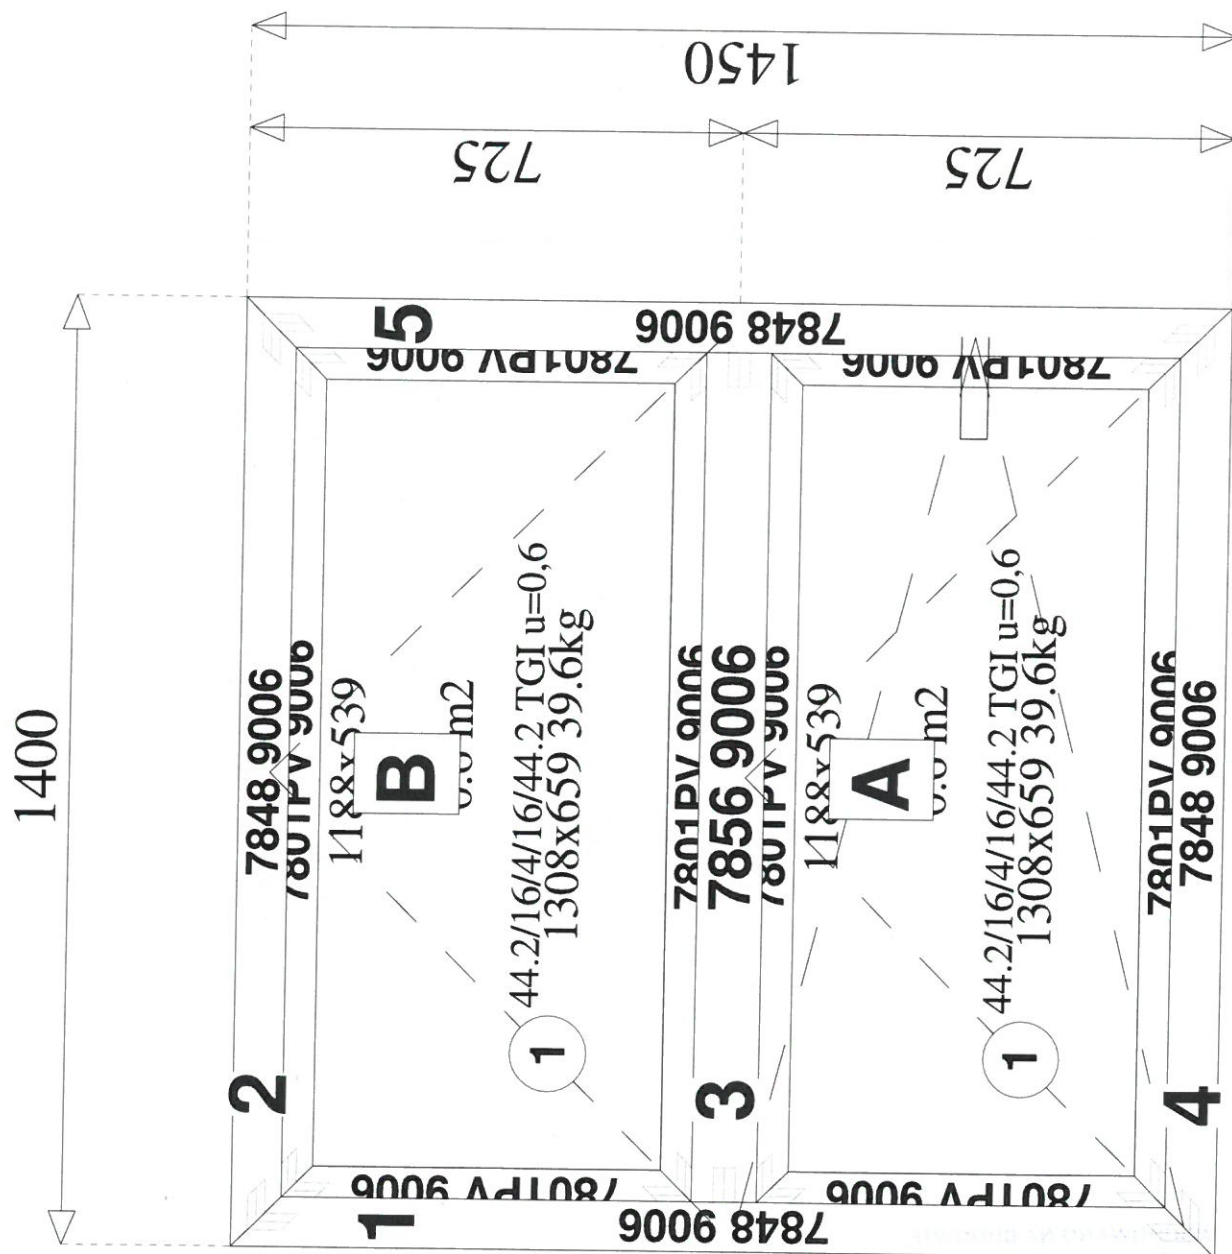 1450
725
725
1400
5
7848 9006
7801PV 9006
7801PV 9006
2
7848 9006
7801PV 9006
1188x539
B
m2
44.2/16/4/16/44.2 TGI u=0,6
1308x659 39.6kg
1
7801PV 9006
3
7856 9006
7801PV 9006
1188x539
A
m2
44.2/16/4/16/44.2 TGI u=0,6
1308x659 39.6kg
1
7801PV 9006
4
7848 9006
7801PV 9006
7801PV 9006
1
7848 9006